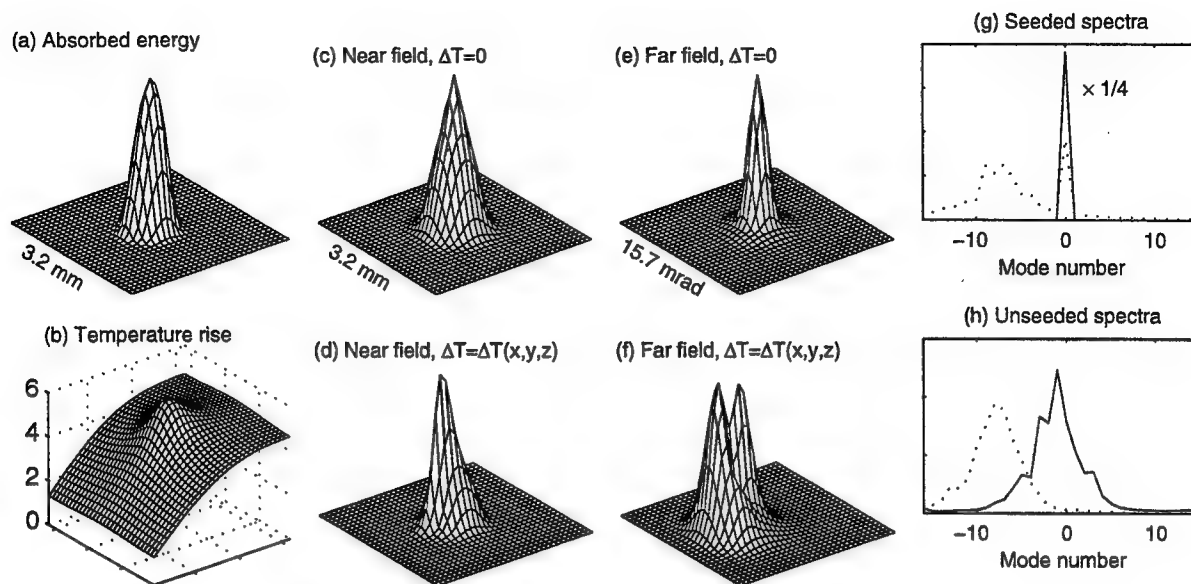 (a) Absorbed energy
3.2 mm
(b) Temperature rise
6
4
2
0
(c) Near field, ΔT=0
3.2 mm
(d) Near field, ΔT=ΔT(x,y,z)
(e) Far field, ΔT=0
15.7 mrad
(f) Far field, ΔT=ΔT(x,y,z)
(g) Seeded spectra
× 1/4
−10 0 10
Mode number
(h) Unseeded spectra
−10 0 10
Mode number